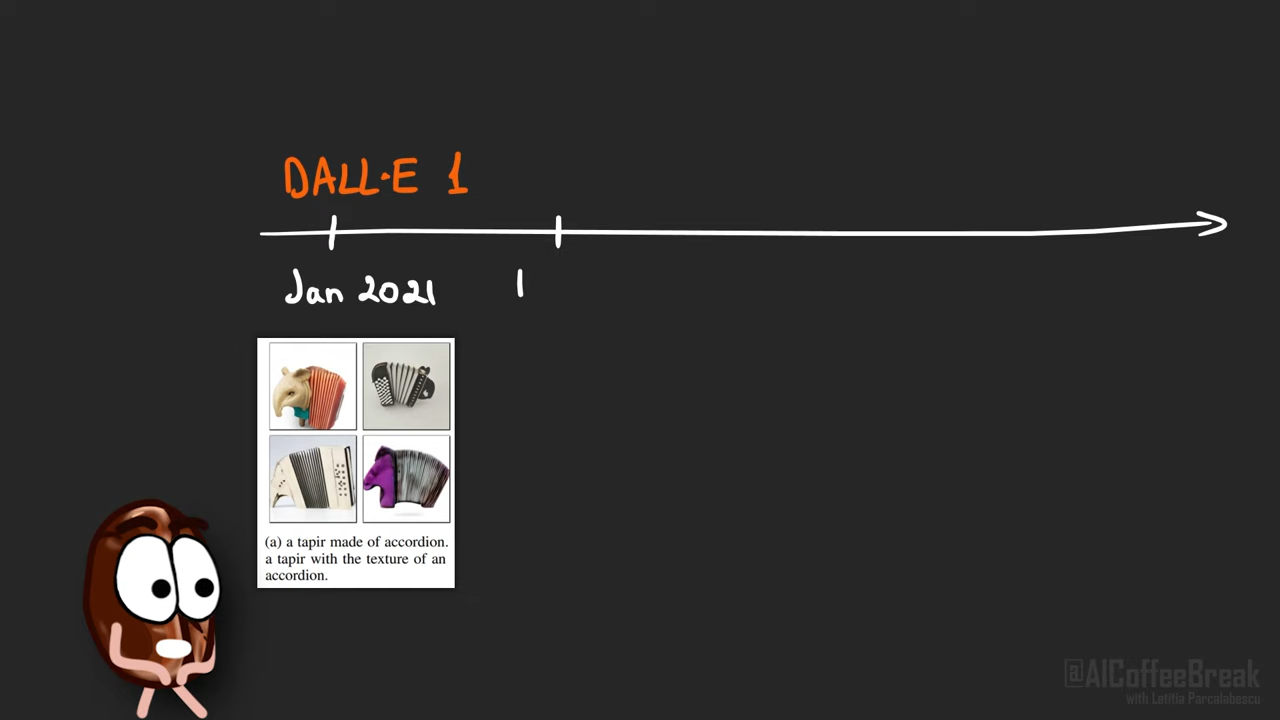 DALL·E 1
Jan 2021
(a) a tapir made of accordion.
a tapir with the texture of an
accordion.
@AICoffeeBreak
with Letitia Parcalabescu